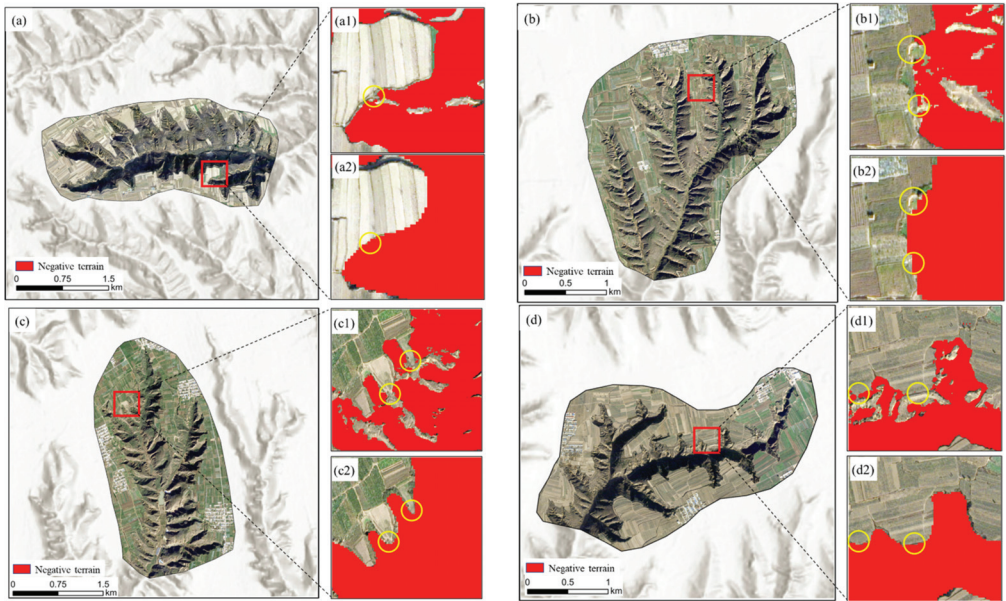 (a)
Negative terrain
0 0.75 1.5
km
(a1)
(a2)
(b)
Negative terrain
0 0.5 1
km
(b1)
(b2)
(c)
Negative terrain
0 0.75 1.5
km
(c1)
(c2)
(d)
Negative terrain
0 0.5 1
km
(d1)
(d2)